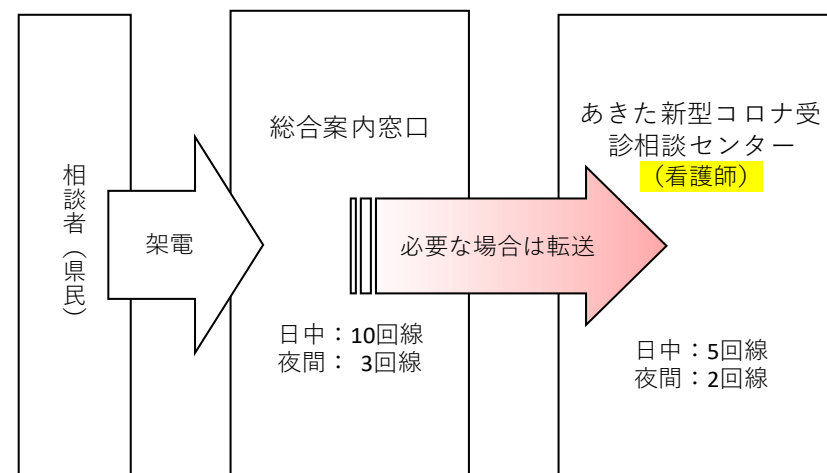 相談者（県民）
架電
総合案内窓口
必要な場合は転送
日中：10回線
夜間： 3回線
あきた新型コロナ受
診相談センター
（看護師）
日中：5回線
夜間：2回線